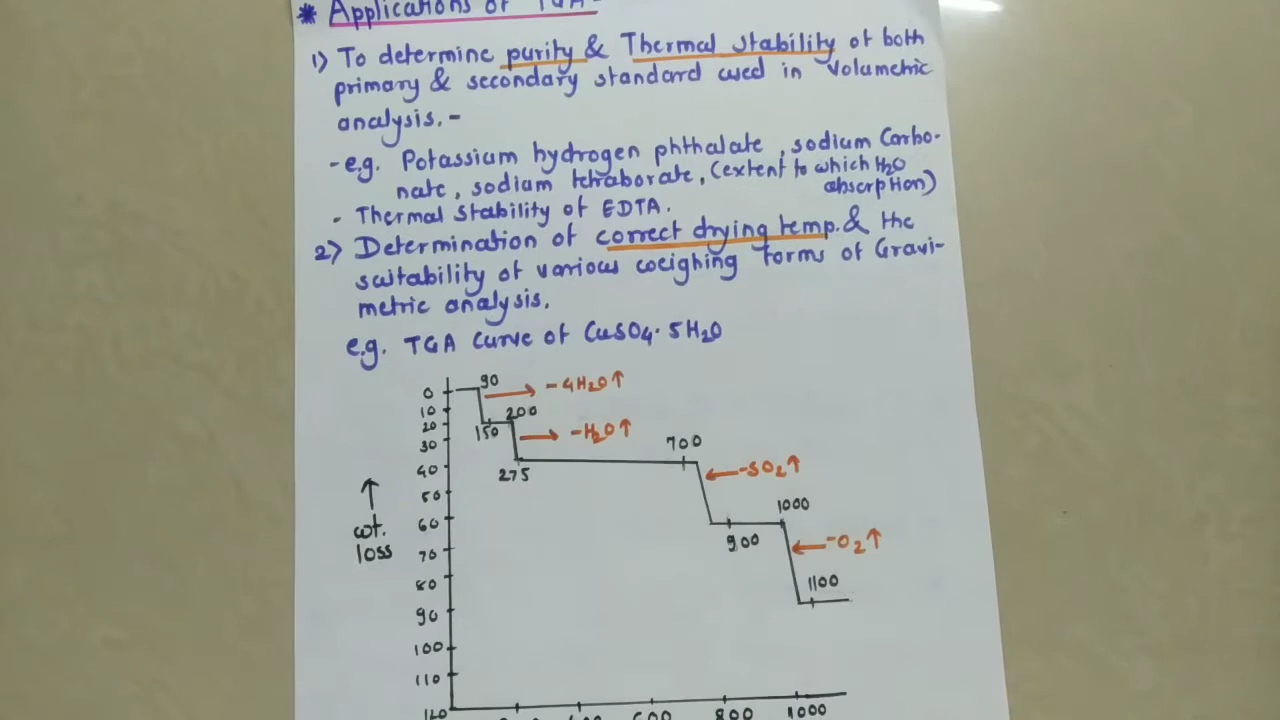 * Applications of TGA-
1) To determine purity & Thermal stability of both
primary & secondary standard used in volumetric
analysis.-
-e.g. Potassium hydrogen phthalate, sodium Carbo-
nate, sodium tetraborate, (extent to which H₂O
absorption)
- Thermal stability of EDTA.
2) Determination of correct drying temp. & the
suitability of various weighing forms of Gravi-
metric analysis.
e.g. TGA curve of CuSO₄. 5H₂O
90
0
-4H₂O↑
10
200
20
150
-H₂O↑
30
700
40
275
-SO₂↑
50
1000
60
↑
wt.
loss
900
-O₂↑
70
80
1100
90
100
110
120
600
800
1000